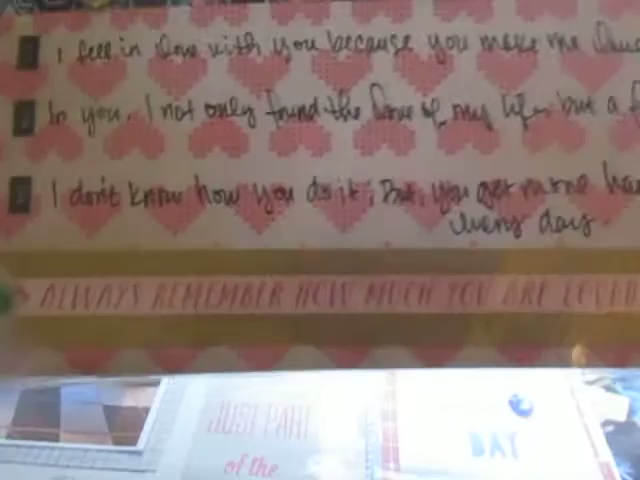 I fell in love with you because you make me
In you, I not only found the love of my life, but a
I don't know how you do it, But, you get more
every day
ALWAYS REMEMBER HOW MUCH YOU ARE LOVED
JUST PART
of the
DAY